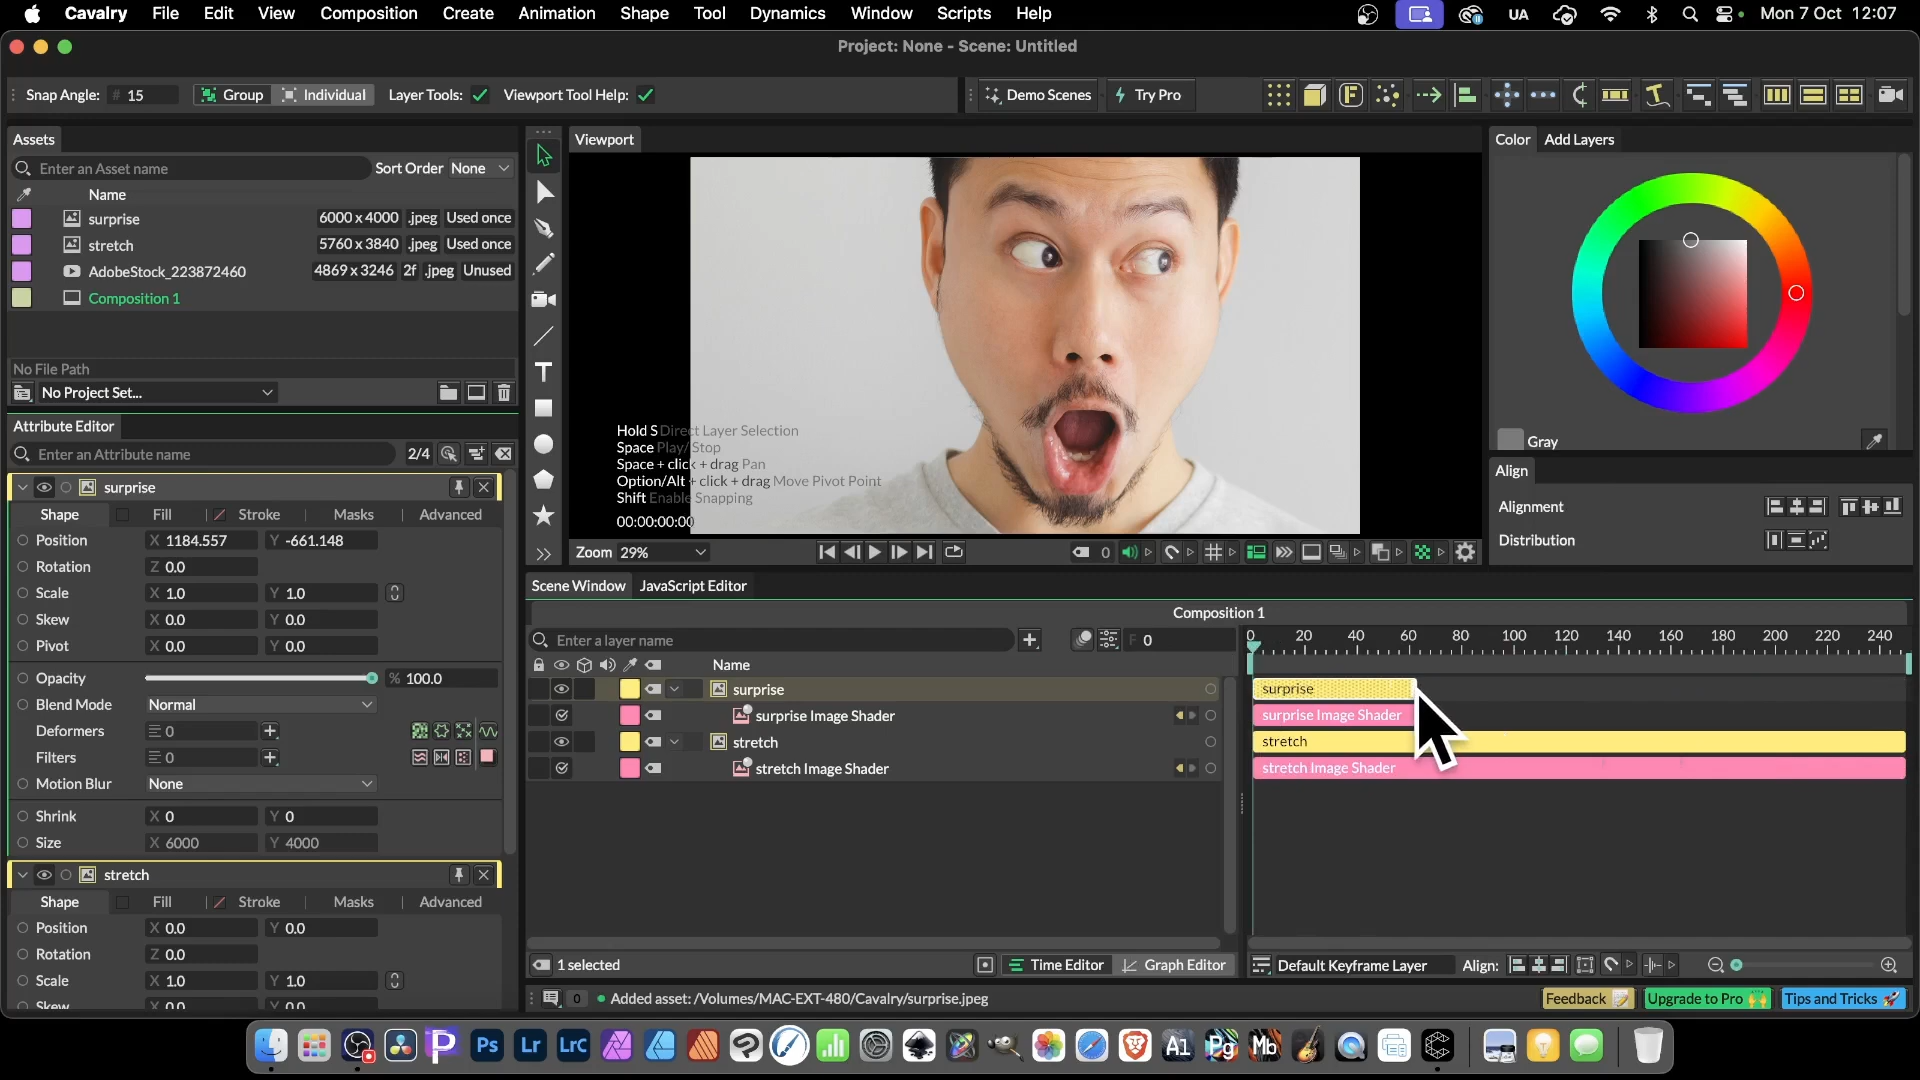 Cavalry File Edit View Composition Create Animation Shape Tool Dynamics Window Scripts Help UA Mon 7 Oct 12:07
Project: None - Scene: Untitled
Snap Angle: # 15 Group Individual Layer Tools: Viewport Tool Help: Demo Scenes Try Pro
Assets
Enter an Asset name Sort Order None
Name
surprise 6000 x 4000 .jpeg Used once
stretch 5760 x 3840 .jpeg Used once
AdobeStock_223872460 4869 x 3246 2f .jpeg Unused
Composition 1
No File Path
No Project Set...
Attribute Editor
Enter an Attribute name 2/4
surprise
Shape Fill Stroke Masks Advanced
Position X 1184.557 Y -661.148
Rotation Z 0.0
Scale X 1.0 Y 1.0
Skew X 0.0 Y 0.0
Pivot X 0.0 Y 0.0
Opacity % 100.0
Blend Mode Normal
Deformers 0
Filters 0
Motion Blur None
Shrink X 0 Y 0
Size X 6000 Y 4000
stretch
Shape Fill Stroke Masks Advanced
Position X 0.0 Y 0.0
Rotation Z 0.0
Scale X 1.0 Y 1.0
Skew X 0.0 Y 0.0
Viewport
Hold S Direct Layer Selection
Space Play/Stop
Space + click + drag Pan
Option/Alt + click + drag Move Pivot Point
Shift Enable Snapping
00:00:00:00
Zoom 29% 0
Color Add Layers
Gray
Align
Alignment
Distribution
Scene Window JavaScript Editor
Composition 1
Enter a layer name F 0
0 20 40 60 80 100 120 140 160 180 200 220 240
Name
surprise
surprise Image Shader
stretch
stretch Image Shader
surprise
surprise Image Shader
stretch
stretch Image Shader
1 selected Time Editor Graph Editor Default Keyframe Layer Align:
0 Added asset: /Volumes/MAC-EXT-480/Cavalry/surprise.jpeg Feedback Upgrade to Pro Tips and Tricks
Ps Lr LrC A1 Pg Mb